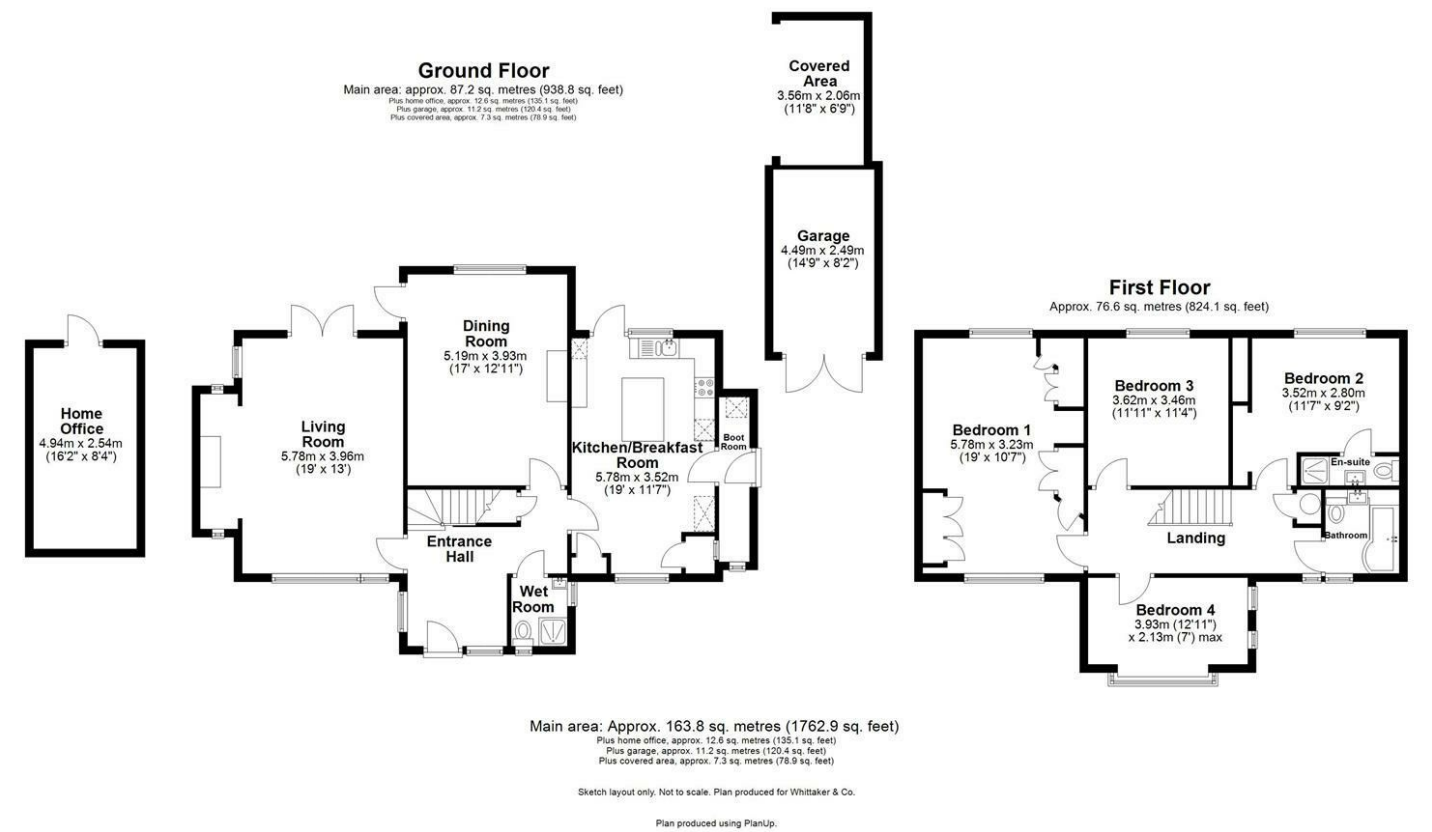 Ground Floor
Main area: approx. 87.2 sq. metres (938.8 sq. feet)
Plus home office, approx. 12.6 sq. metres (135.1 sq. feet)
Plus garage, approx. 11.2 sq. metres (120.4 sq. feet)
Plus covered area, approx. 7.3 sq. metres (78.9 sq. feet)
Covered
Area
3.56m x 2.06m
(11'8" x 6'9")
Garage
4.49m x 2.49m
(14'9" x 8'2")
Home
Office
4.94m x 2.54m
(16'2" x 8'4")
Living
Room
5.78m x 3.96m
(19' x 13')
Dining
Room
5.19m x 3.93m
(17' x 12'11")
Kitchen/Breakfast
Room
5.78m x 3.52m
(19' x 11'7")
Boot
Room
Entrance
Hall
Wet
Room
First Floor
Approx. 76.6 sq. metres (824.1 sq. feet)
Bedroom 1
5.78m x 3.23m
(19' x 10'7")
Bedroom 3
3.62m x 3.46m
(11'11" x 11'4")
Bedroom 2
3.52m x 2.80m
(11'7" x 9'2")
En-suite
Bathroom
Landing
Bedroom 4
3.93m (12'11")
x 2.13m (7') max
Main area: Approx. 163.8 sq. metres (1762.9 sq. feet)
Plus home office, approx. 12.6 sq. metres (135.1 sq. feet)
Plus garage, approx. 11.2 sq. metres (120.4 sq. feet)
Plus covered area, approx. 7.3 sq. metres (78.9 sq. feet)
Sketch layout only. Not to scale. Plan produced for Whittaker & Co.
Plan produced using PlanUp.